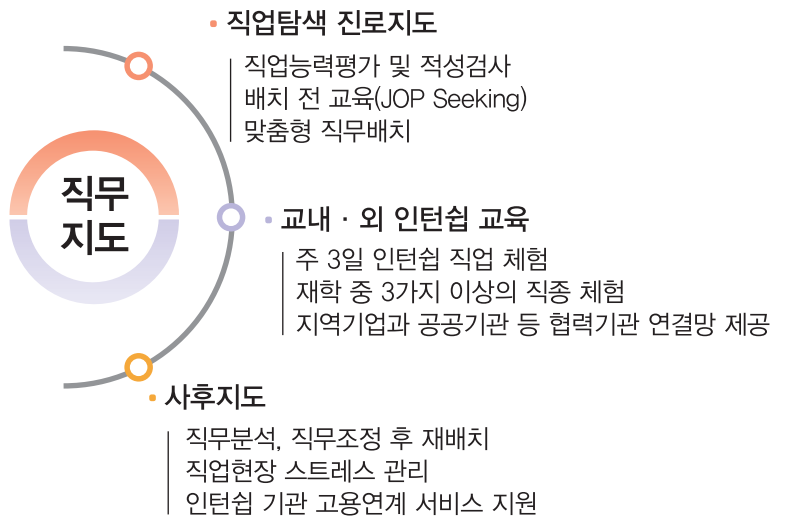 직업탐색 진로지도
직업능력평가 및 적성검사
배치 전 교육(JOP Seeking)
맞춤형 직무배치
직무
지도
교내 · 외 인턴쉽 교육
주 3일 인턴쉽 직업 체험
재학 중 3가지 이상의 직종 체험
지역기업과 공공기관 등 협력기관 연결망 제공
사후지도
직무분석, 직무조정 후 재배치
직업현장 스트레스 관리
인턴쉽 기관 고용연계 서비스 지원